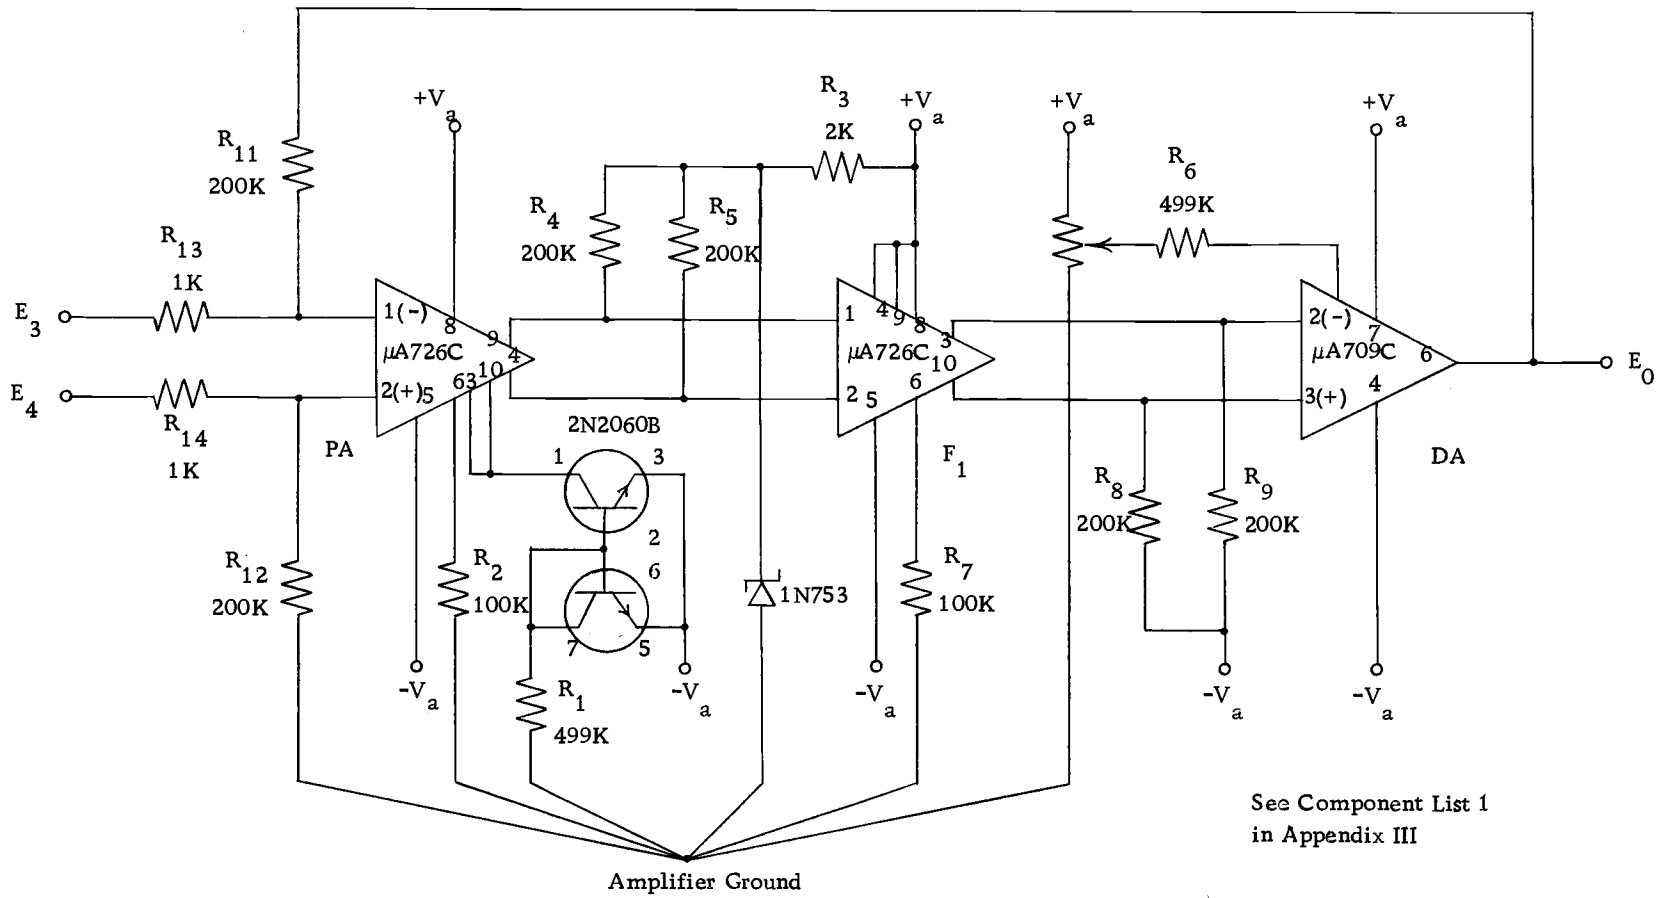 R11
200K
R13
1K
E3
E4
R14
1K
R12
200K
PA
+Va
1(-)
8
9
4
μA726C
10
2(+)
5
6
3
-Va
R2
100K
R1
499K
2N2060B
1
3
2
6
7
5
-Va
R4
200K
R5
200K
R3
2K
+Va
1N753
1
4
9
8
3
μA726C
10
6
2
5
F1
-Va
R7
100K
+Va
R6
499K
+Va
2(-)
7
μA709C
6
4
3(+)
DA
E0
R8
200K
R9
200K
-Va
-Va
Amplifier Ground
See Component List 1
in Appendix III